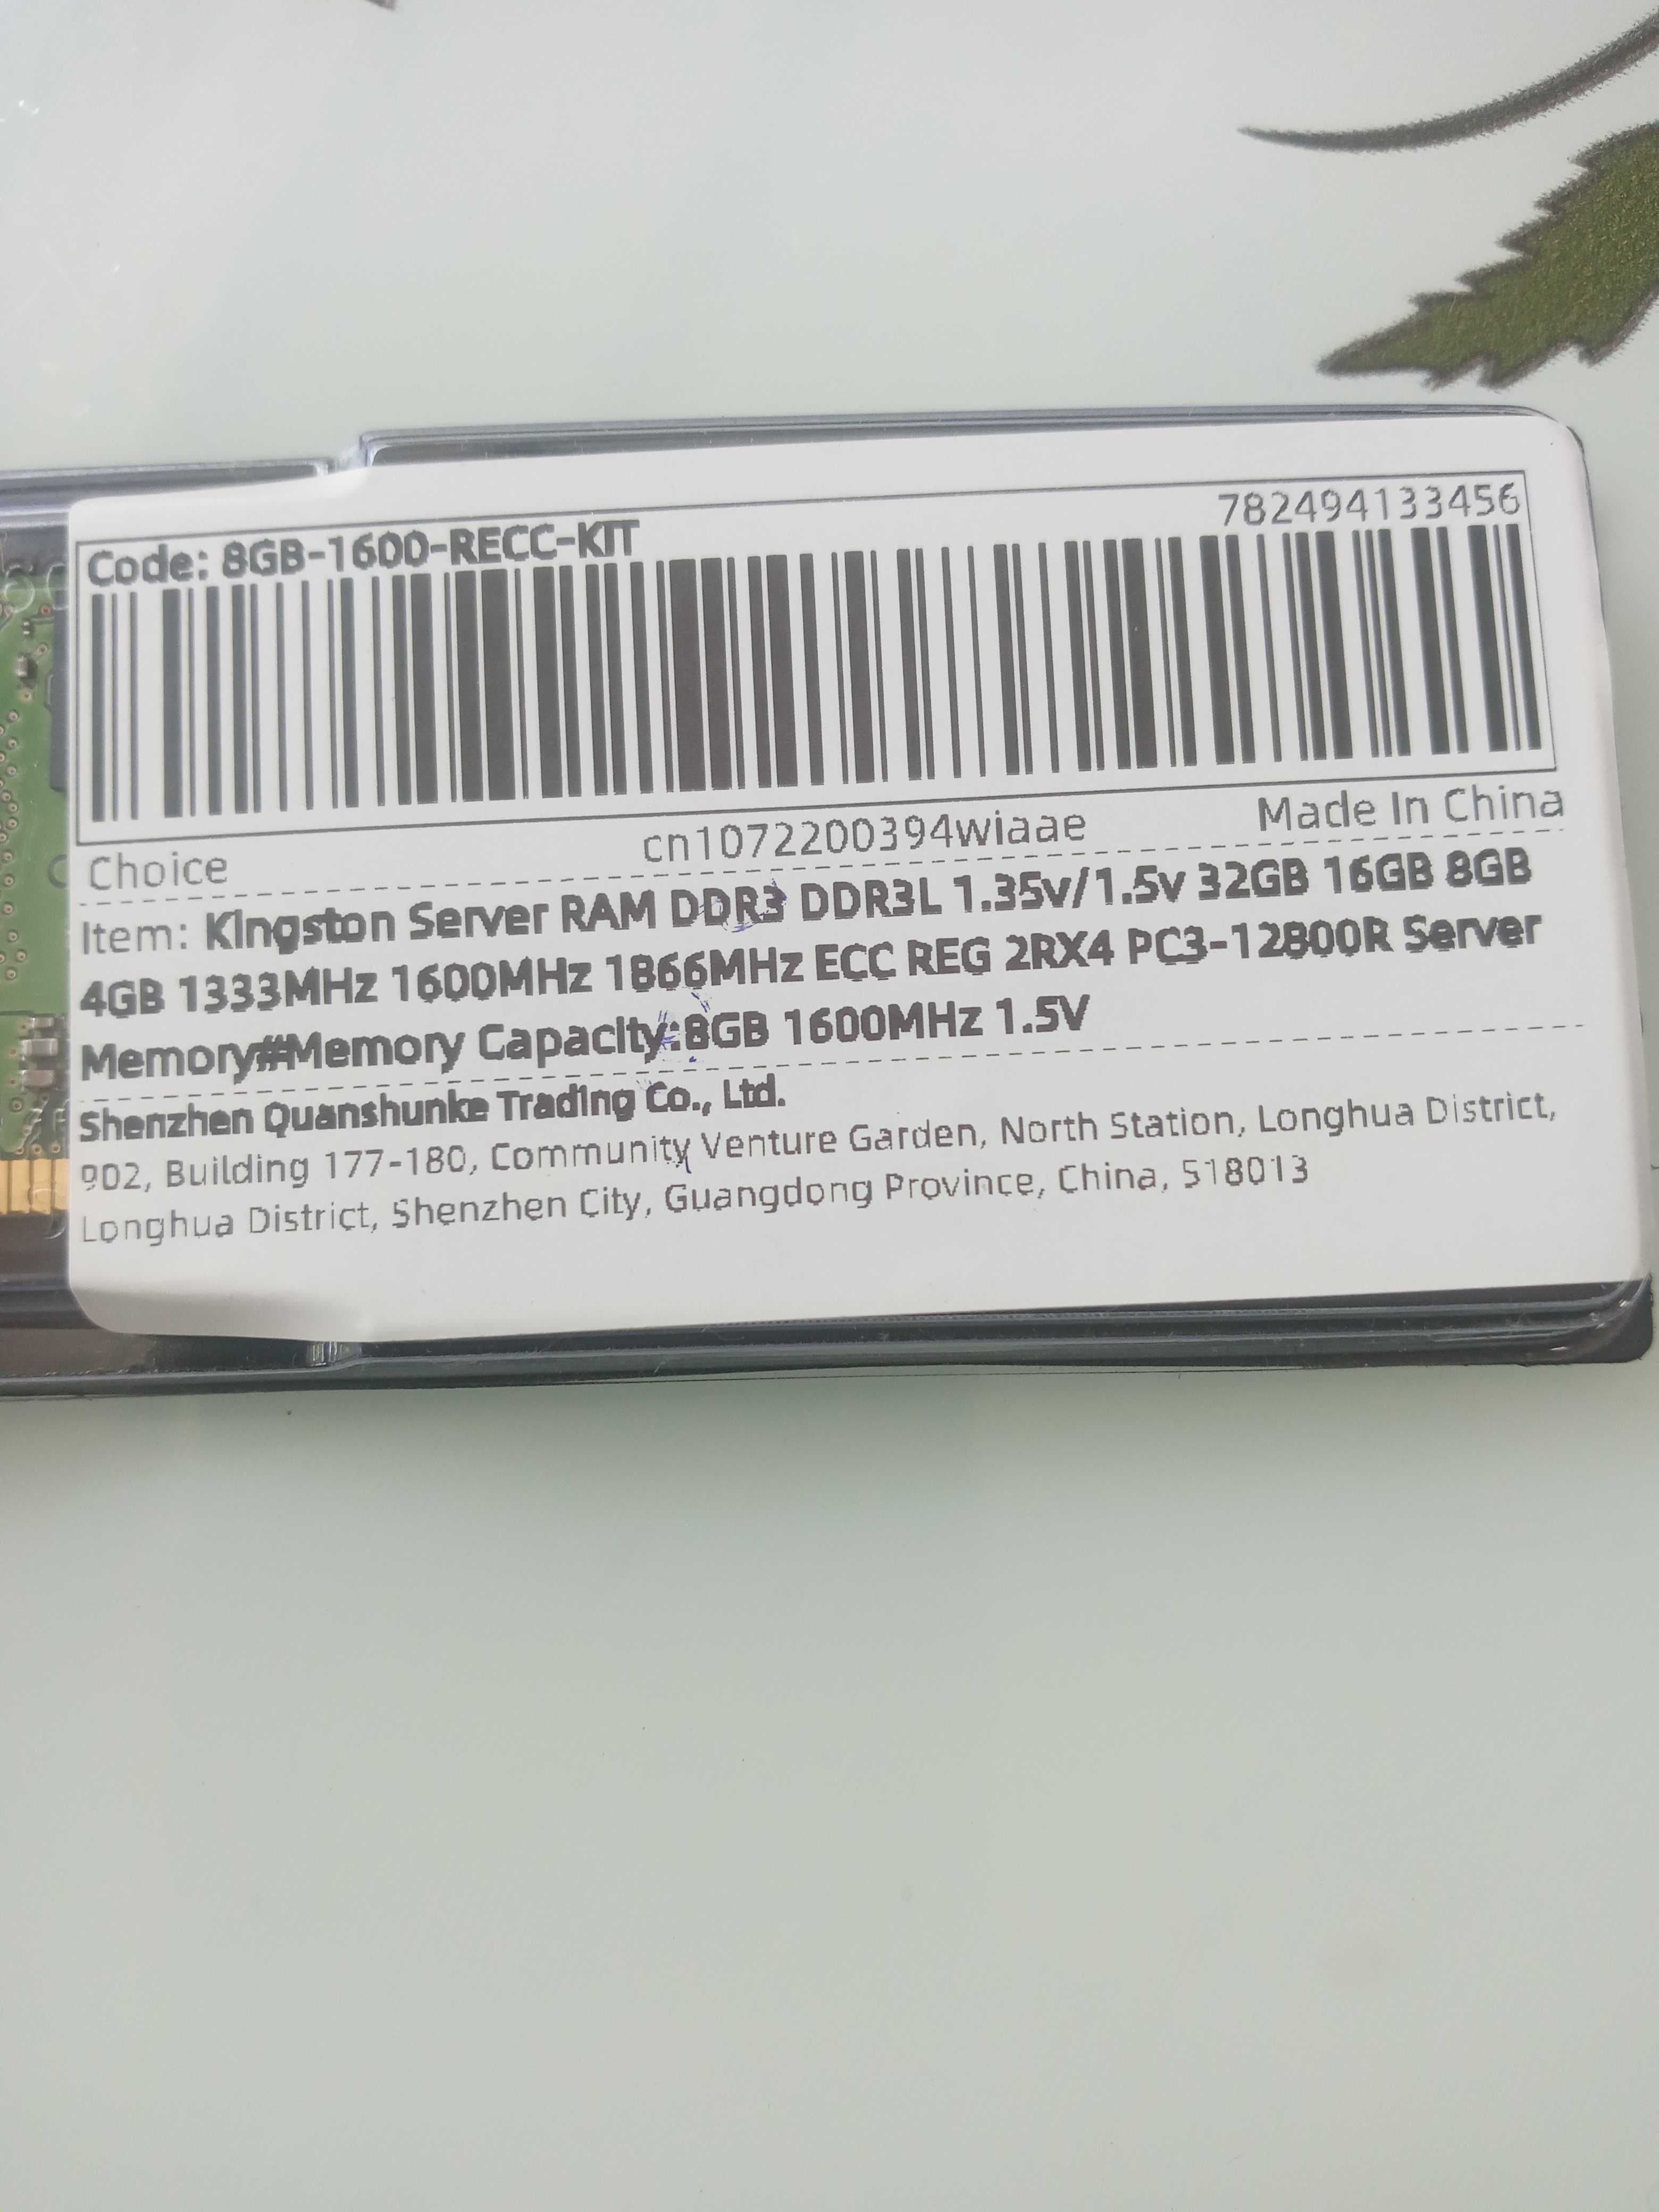 Code: 8GB-1600-RECC-KIT
782494133456
Choice
cn1072200394wiaae
Made In China
Item: Kingston Server RAM DDR3 DDR3L 1.35v/1.5v 32GB 16GB 8GB
4GB 1333MHz 1600MHz 1866MHz ECC REG 2RX4 PC3-12800R Server
Memory#Memory Capacity:8GB 1600MHz 1.5V
Shenzhen Quanshunke Trading Co., Ltd.
902, Building 177-180, Community Venture Garden, North Station, Longhua District,
Longhua District, Shenzhen City, Guangdong Province, China, 518013